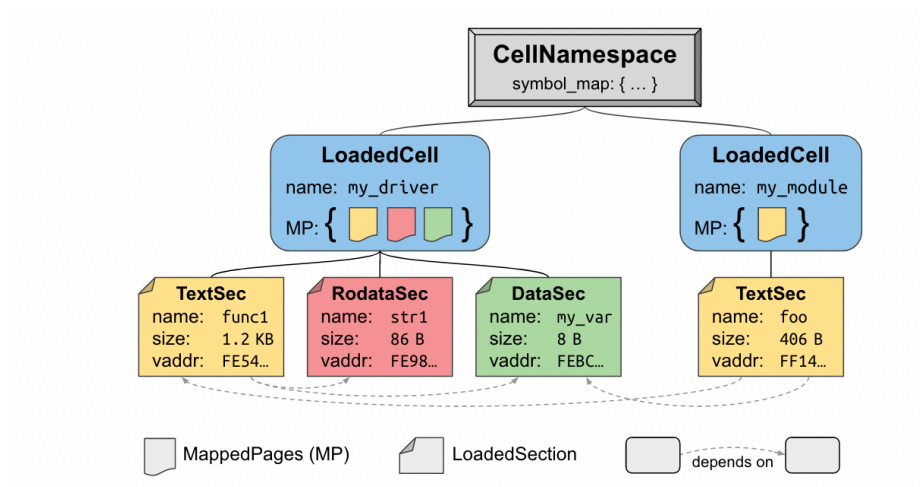 CellNamespace
symbol_map: { ... }
LoadedCell
name: my_driver
MP: { }
LoadedCell
name: my_module
MP: { }
TextSec
name: func1
size: 1.2 KB
vaddr: FE54…
RodataSec
name: str1
size: 86 B
vaddr: FE98…
DataSec
name: my_var
size: 8 B
vaddr: FEBC…
TextSec
name: foo
size: 406 B
vaddr: FF14…
MappedPages (MP)
LoadedSection
depends on